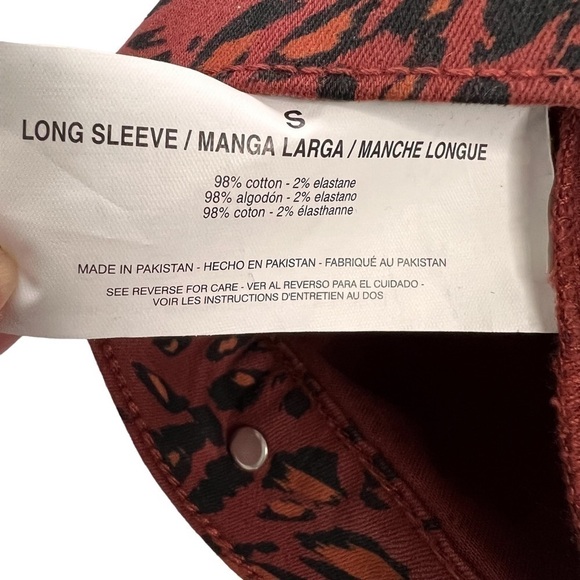 S
LONG SLEEVE / MANGA LARGA / MANCHE LONGUE
98% cotton - 2% elastane
98% algodón - 2% elastano
98% coton - 2% élasthanne
MADE IN PAKISTAN - HECHO EN PAKISTAN - FABRIQUÉ AU PAKISTAN
SEE REVERSE FOR CARE - VER AL REVERSO PARA EL CUIDADO -
VOIR LES INSTRUCTIONS D'ENTRETIEN AU DOS